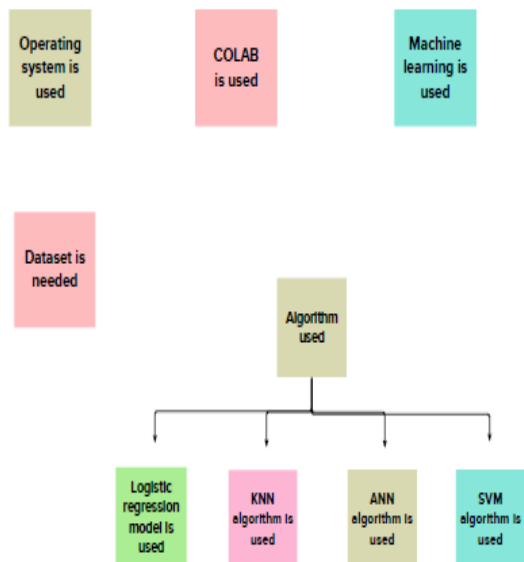 Operating
system is
used
COLAB
is used
Machine
learning is
used
Dataset is
needed
Algorithm
used
Logistic
regression
model is
used
KNN
algorithm is
used
ANN
algorithm is
used
SVM
algorithm is
used